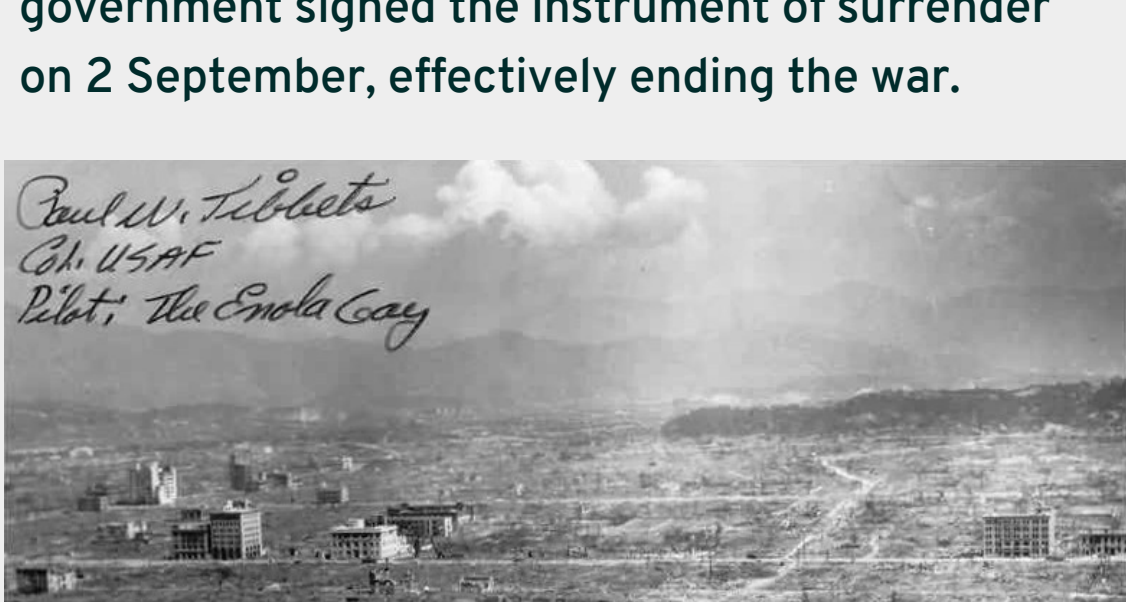 government signed the instrument of surrender
on 2 September, effectively ending the war.
Paul W. Tibbets
Col. USAF
Pilot: The Enola Gay